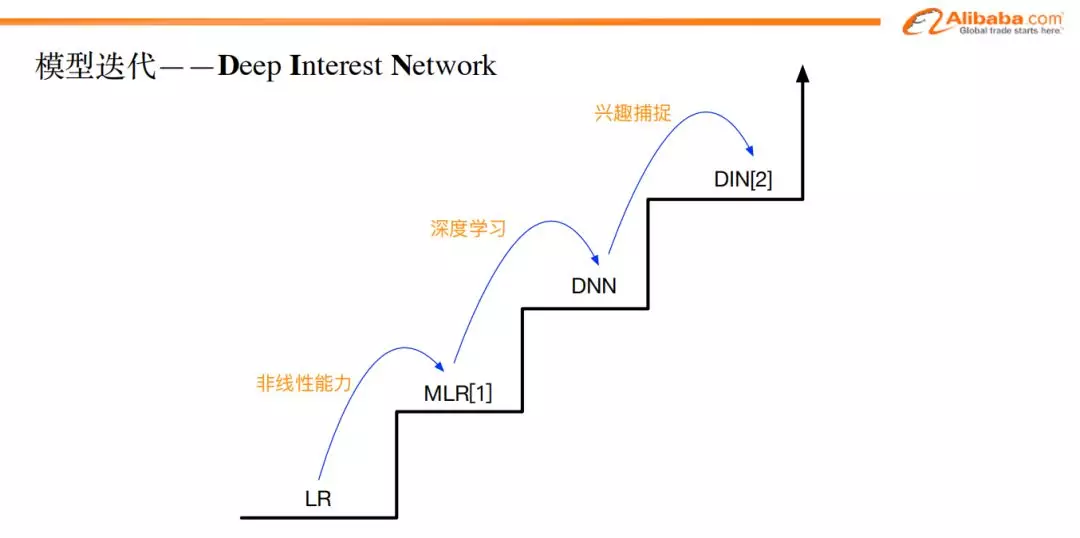 Alibaba.com
Global trade starts here.™
模型迭代——Deep Interest Network
兴趣捕捉
DIN[2]
深度学习
DNN
非线性能力
MLR[1]
LR